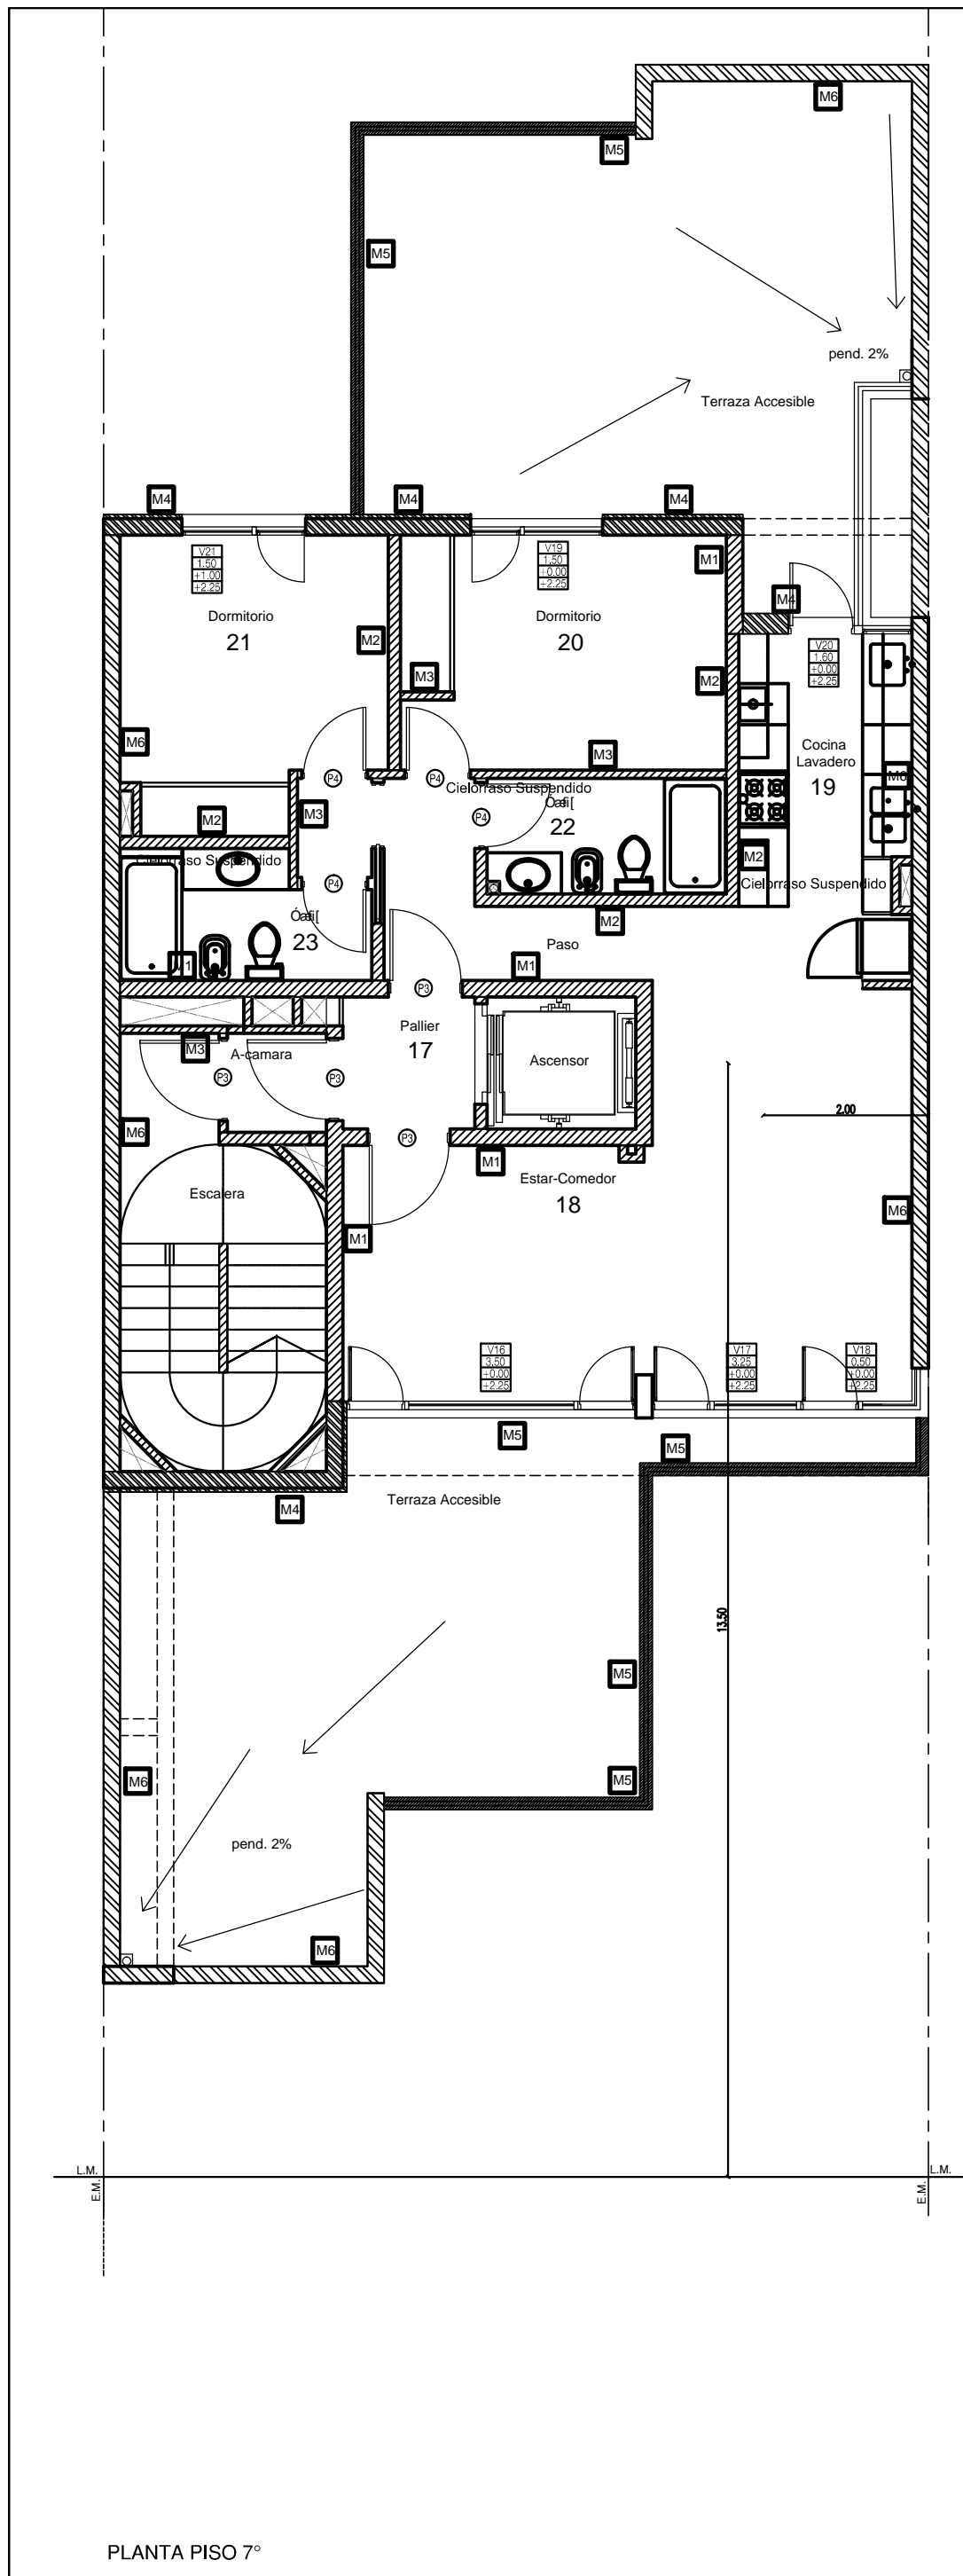 M6
M5
M5
pend. 2%
Terraza Accesible
M4
M4
M4
V21
1.50
+1.00
+2.25
V19
1.50
+0.00
+2.25
M1
M4
Dormitorio
21
Dormitorio
20
M2
M3
M2
V20
1.60
+0.00
+2.25
M6
M3
Cocina
Lavadero
19
M6
P4
P4
Cielorraso Suspendido
22
P4
M2
M3
M2
Cielorraso Suspendido
Cielorraso Suspendido
P4
23
M2
Paso
M1
M1
P3
Pallier
17
M3
A-camara
Ascensor
P3
P3
2.00
M6
P3
M1
Escalera
Estar-Comedor
18
M6
M1
V16
3.50
+0.00
+2.25
V17
3.25
+0.00
+2.25
V18
0.50
+0.00
+2.25
M5
M5
M4
Terraza Accesible
13.50
M5
M6
M5
pend. 2%
M6
L.M.
E.M.
L.M.
E.M.
PLANTA PISO 7°